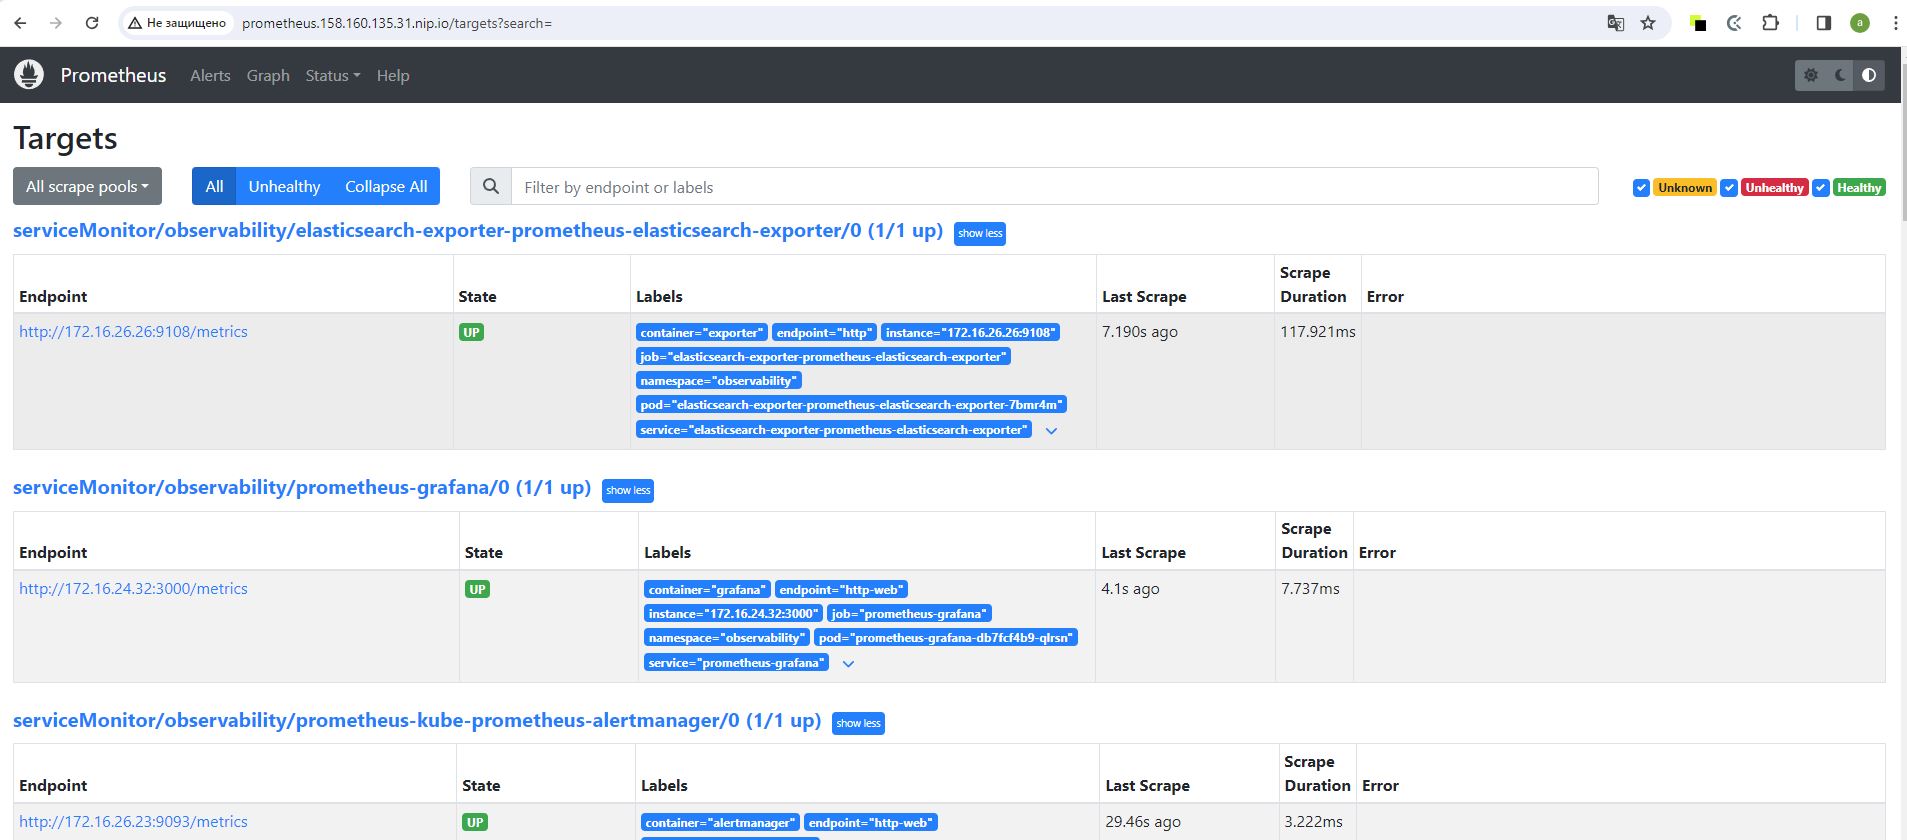 Не защищено prometheus.158.160.135.31.nip.io/targets?search= a
Prometheus Alerts Graph Status Help
Targets
All scrape pools All Unhealthy Collapse All Filter by endpoint or labels Unknown Unhealthy Healthy
serviceMonitor/observability/elasticsearch-exporter-prometheus-elasticsearch-exporter/0 (1/1 up) show less
Endpoint State Labels Last Scrape Scrape Duration Error
http://172.16.26.26:9108/metrics UP container="exporter" endpoint="http" instance="172.16.26.26:9108" 7.190s ago 117.921ms
job="elasticsearch-exporter-prometheus-elasticsearch-exporter"
namespace="observability"
pod="elasticsearch-exporter-prometheus-elasticsearch-exporter-7bmr4m"
service="elasticsearch-exporter-prometheus-elasticsearch-exporter"
serviceMonitor/observability/prometheus-grafana/0 (1/1 up) show less
Endpoint State Labels Last Scrape Scrape Duration Error
http://172.16.24.32:3000/metrics UP container="grafana" endpoint="http-web" 4.1s ago 7.737ms
instance="172.16.24.32:3000" job="prometheus-grafana"
namespace="observability" pod="prometheus-grafana-db7fcf4b9-qlrsn"
service="prometheus-grafana"
serviceMonitor/observability/prometheus-kube-prometheus-alertmanager/0 (1/1 up) show less
Endpoint State Labels Last Scrape Scrape Duration Error
http://172.16.26.23:9093/metrics UP container="alertmanager" endpoint="http-web" 29.46s ago 3.222ms